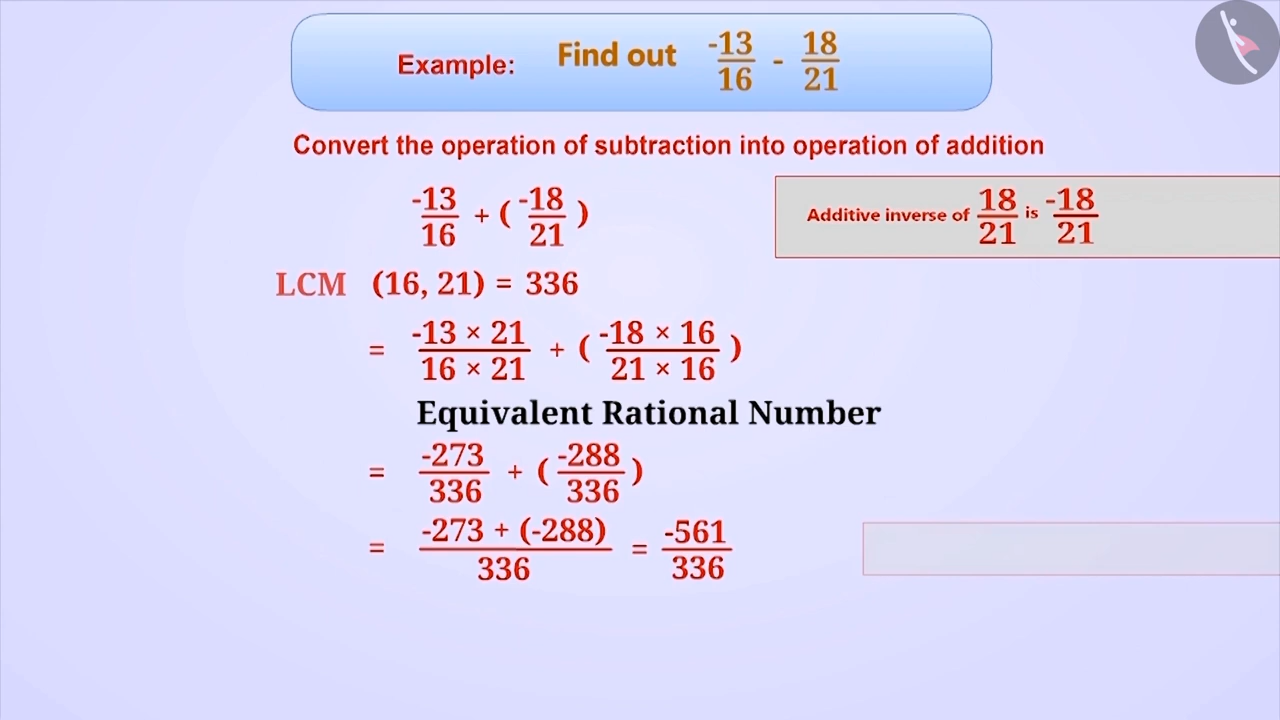 Example: Find out -13/16 - 18/21
Convert the operation of subtraction into operation of addition
-13/16 + (-18/21)
Additive inverse of 18/21 is -18/21
LCM (16, 21) = 336
= -13 × 21/16 × 21 + (-18 × 16/21 × 16)
Equivalent Rational Number
= -273/336 + (-288/336)
= -273 + (-288)/336 = -561/336